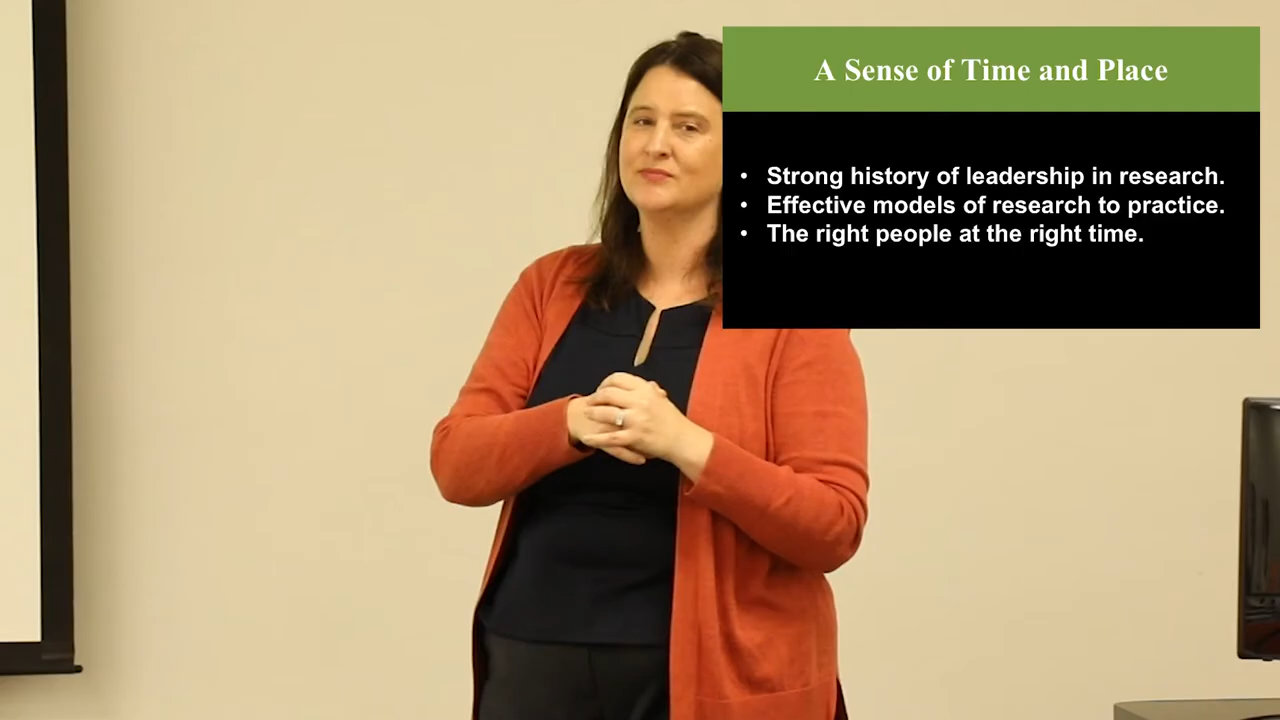 A Sense of Time and Place
• Strong history of leadership in research.
• Effective models of research to practice.
• The right people at the right time.